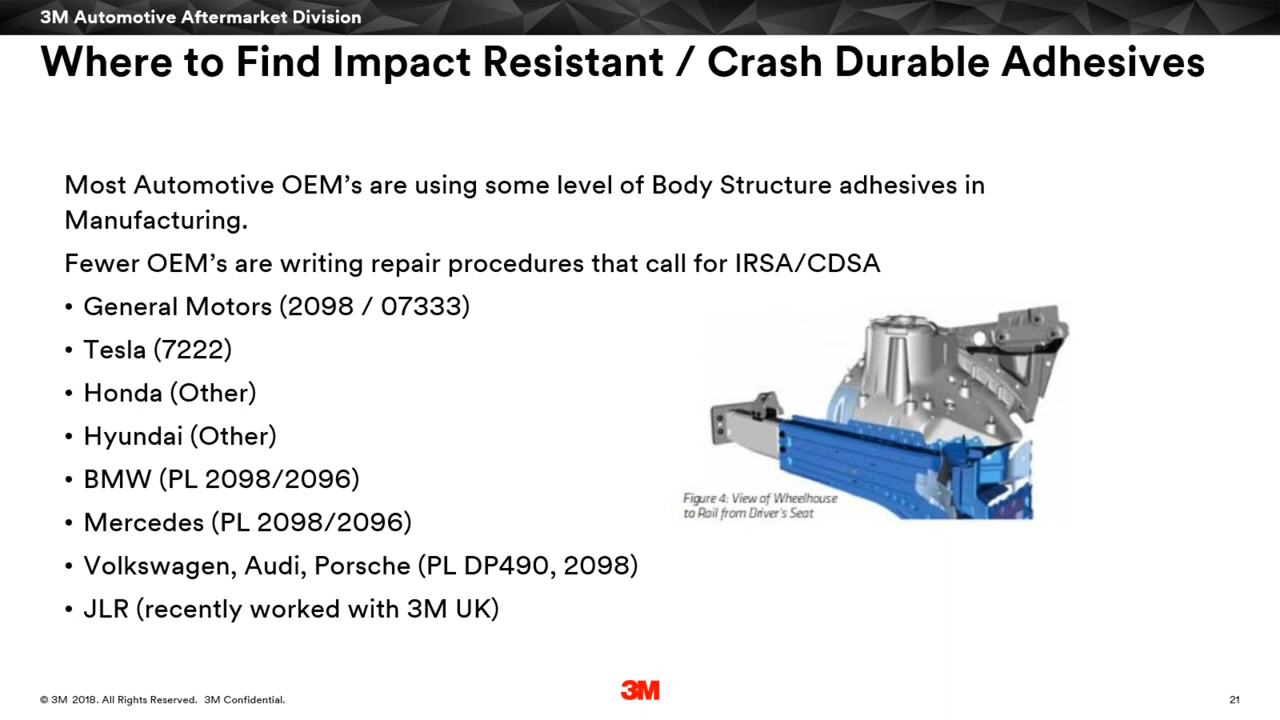 3M Automotive Aftermarket Division
Where to Find Impact Resistant / Crash Durable Adhesives
Most Automotive OEM’s are using some level of Body Structure adhesives in
Manufacturing.
Fewer OEM’s are writing repair procedures that call for IRSA/CDSA
• General Motors (2098 / 07333)
• Tesla (7222)
• Honda (Other)
• Hyundai (Other)
• BMW (PL 2098/2096)
• Mercedes (PL 2098/2096)
• Volkswagen, Audi, Porsche (PL DP490, 2098)
• JLR (recently worked with 3M UK)
Figure 4: View of Wheelhouse
to Rail from Driver's Seat
© 3M 2018. All Rights Reserved. 3M Confidential.
3M
21